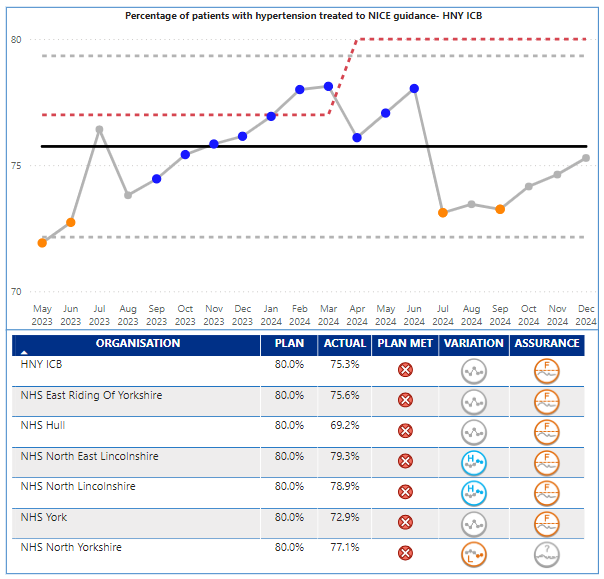 Percentage of patients with hypertension treated to NICE guidance- HNY ICB
80
75
70
May Jun Jul Aug Sep Oct Nov Dec Jan Feb Mar Apr May Jun Jul Aug Sep Oct Nov Dec
2023 2023 2023 2023 2023 2023 2023 2023 2024 2024 2024 2024 2024 2024 2024 2024 2024 2024 2024 2024
ORGANISATION PLAN ACTUAL PLAN MET VARIATION ASSURANCE
HNY ICB 80.0% 75.3% F
NHS East Riding Of Yorkshire 80.0% 75.6% F
NHS Hull 80.0% 69.2% F
NHS North East Lincolnshire 80.0% 79.3% H F
NHS North Lincolnshire 80.0% 78.9% H F
NHS York 80.0% 72.9% F
NHS North Yorkshire 80.0% 77.1% L ?